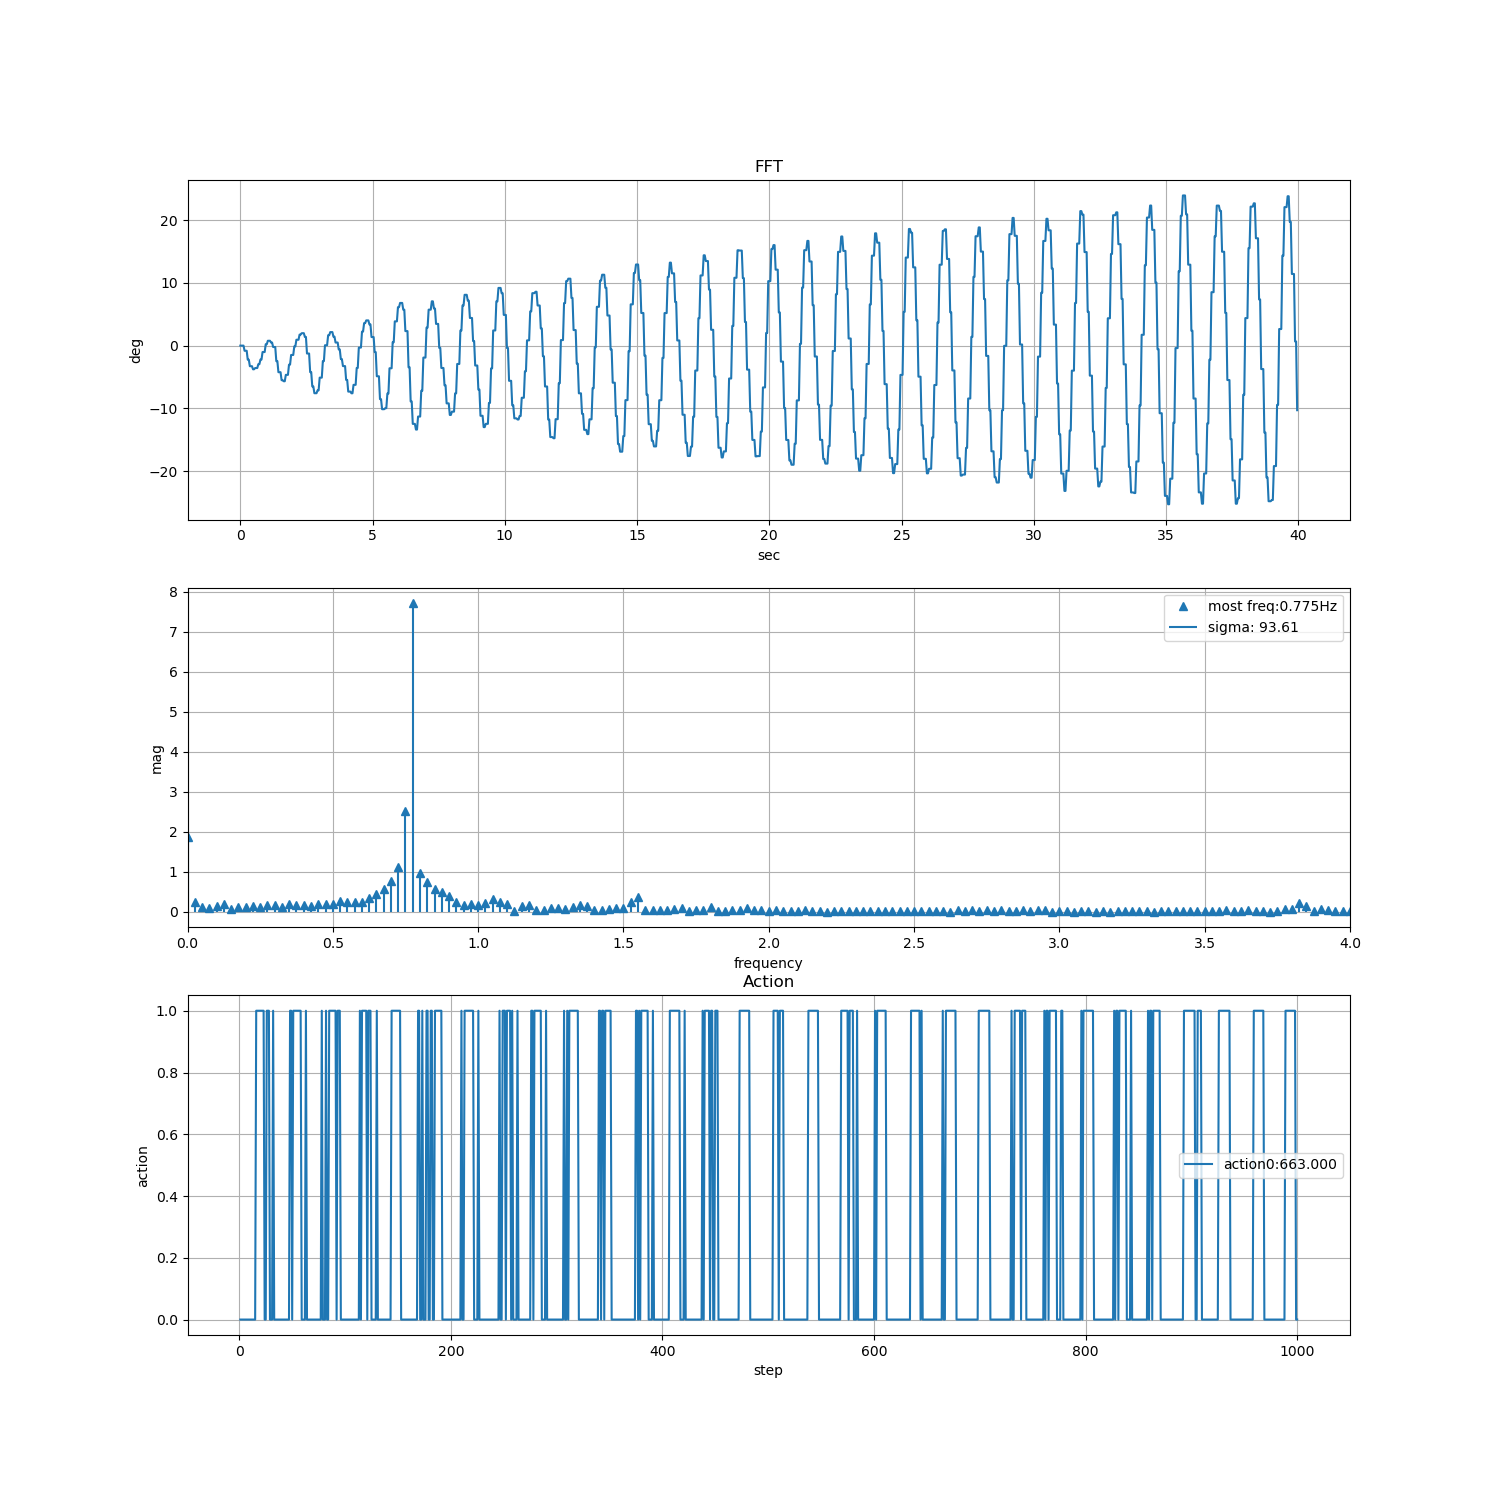 FFT
20
10
0
−10
−20
deg
0 5 10 15 20 25 30 35 40
sec
8
7
6
5
4
3
2
1
0
mag
most freq:0.775Hz
sigma: 93.61
0.0 0.5 1.0 1.5 2.0 2.5 3.0 3.5 4.0
frequency
Action
1.0
0.8
0.6
0.4
0.2
0.0
action
action0:663.000
0 200 400 600 800 1000
step